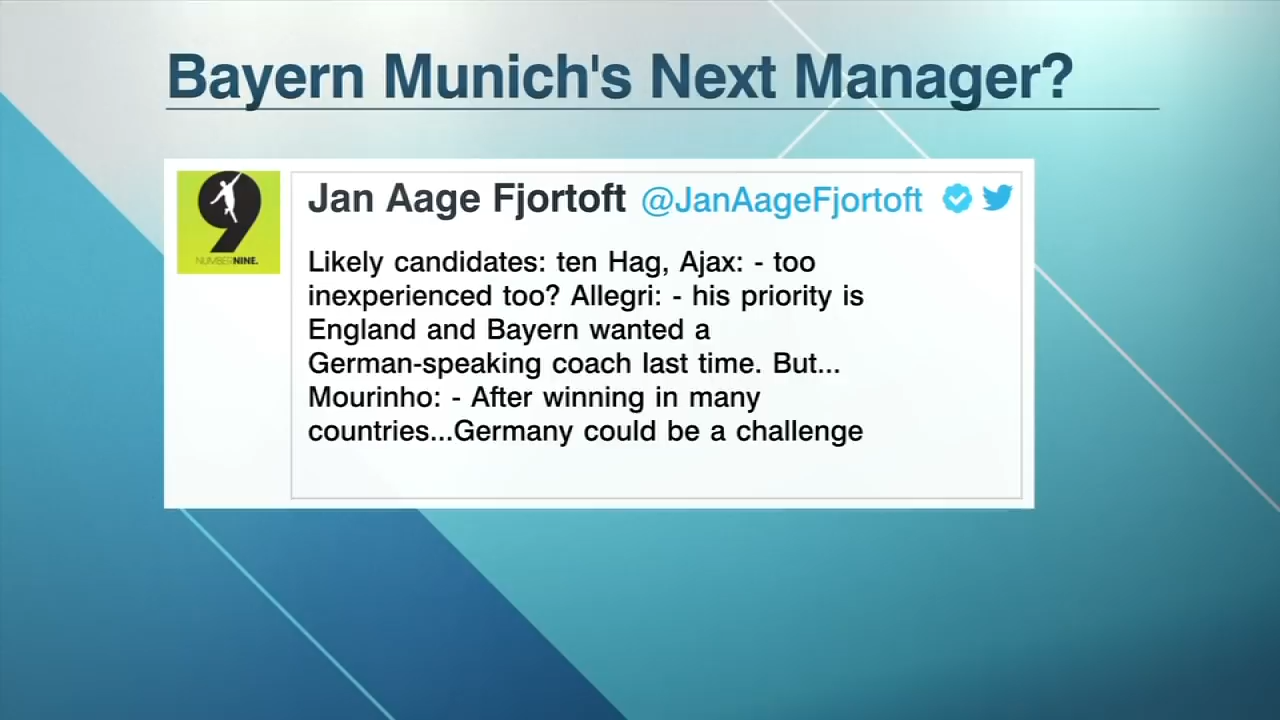 Bayern Munich's Next Manager?
9
NUMBERNINE.
Jan Aage Fjortoft @JanAageFjortoft
Likely candidates: ten Hag, Ajax: - too
inexperienced too? Allegri: - his priority is
England and Bayern wanted a
German-speaking coach last time. But...
Mourinho: - After winning in many
countries...Germany could be a challenge